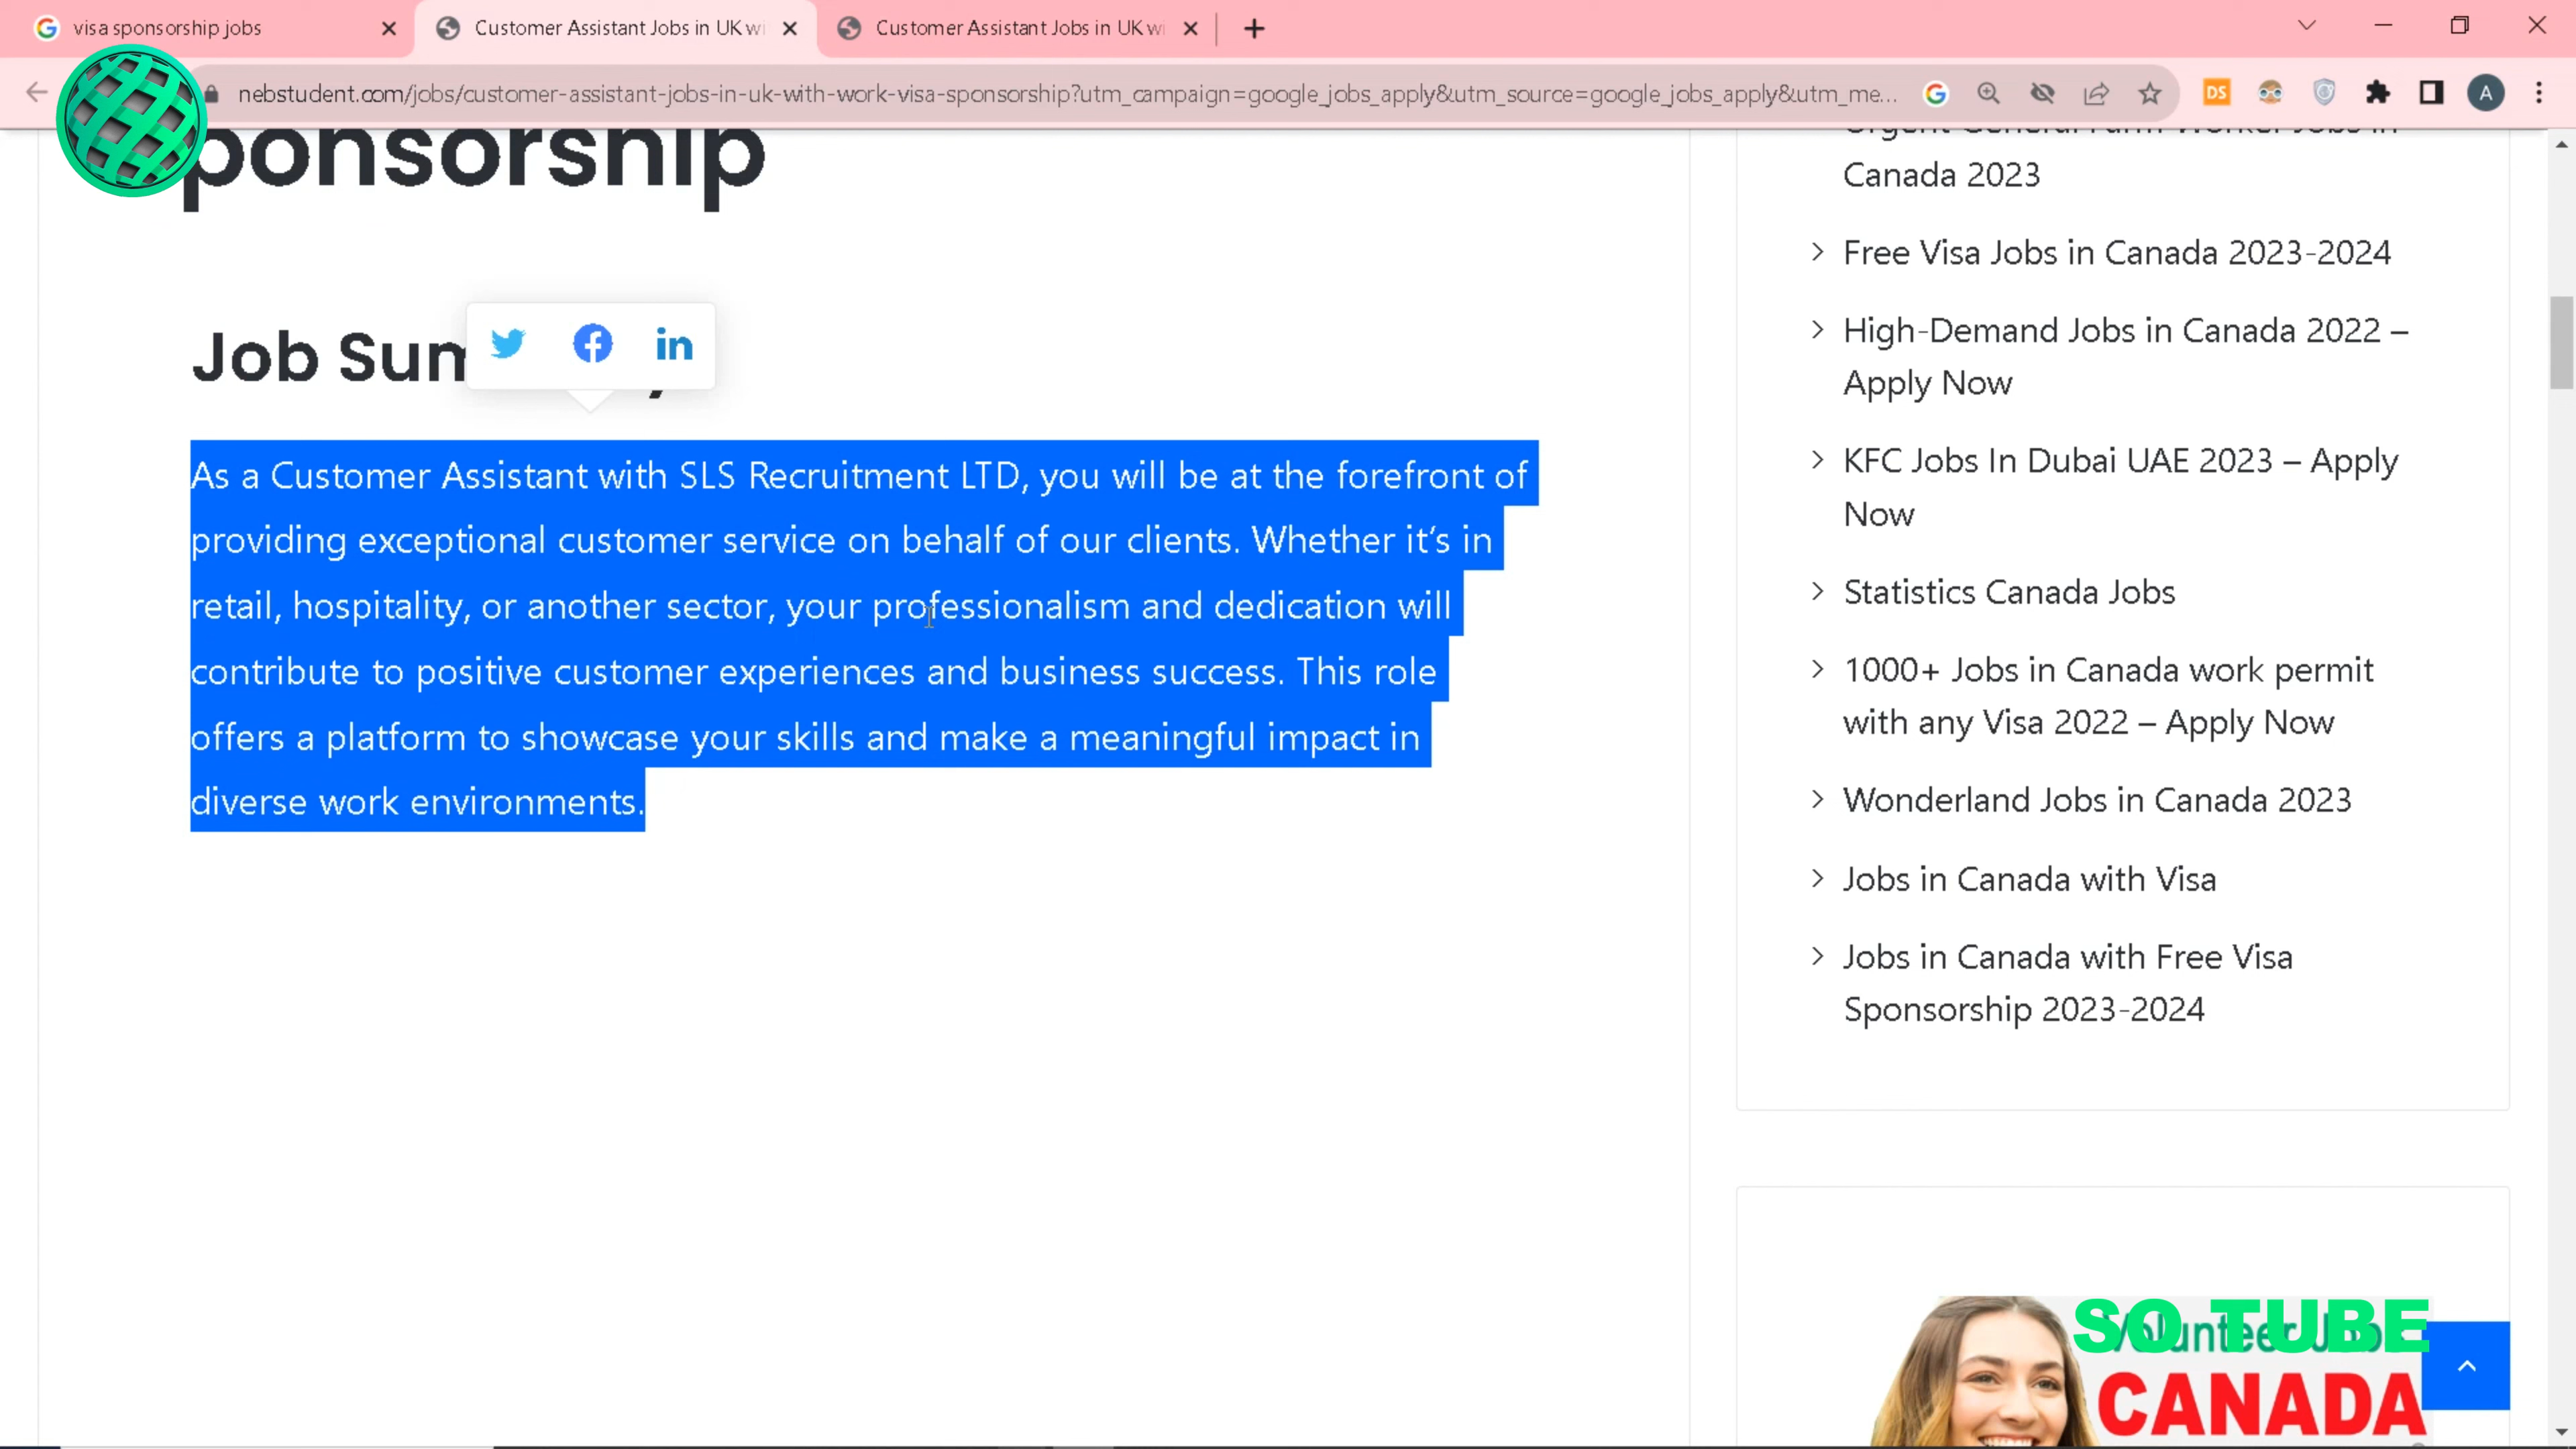 visa sponsorship jobs
Customer Assistant Jobs in UK wi
Customer Assistant Jobs in UK wi
nebstudent.com/jobs/customer-assistant-jobs-in-uk-with-work-visa-sponsorship?utm_campaign=google_jobs_apply&utm_source=google_jobs_apply&utm_me...
DS
A
ponsorship
Job Sum
in
As a Customer Assistant with SLS Recruitment LTD, you will be at the forefront of
providing exceptional customer service on behalf of our clients. Whether it's in
retail, hospitality, or another sector, your professionalism and dedication will
contribute to positive customer experiences and business success. This role
offers a platform to showcase your skills and make a meaningful impact in
diverse work environments.
Urgent General Farm Worker Jobs in
Canada 2023
Free Visa Jobs in Canada 2023-2024
High-Demand Jobs in Canada 2022 –
Apply Now
KFC Jobs In Dubai UAE 2023 – Apply
Now
Statistics Canada Jobs
1000+ Jobs in Canada work permit
with any Visa 2022 – Apply Now
Wonderland Jobs in Canada 2023
Jobs in Canada with Visa
Jobs in Canada with Free Visa
Sponsorship 2023-2024
SO TUBE
Volunteer
CANADA